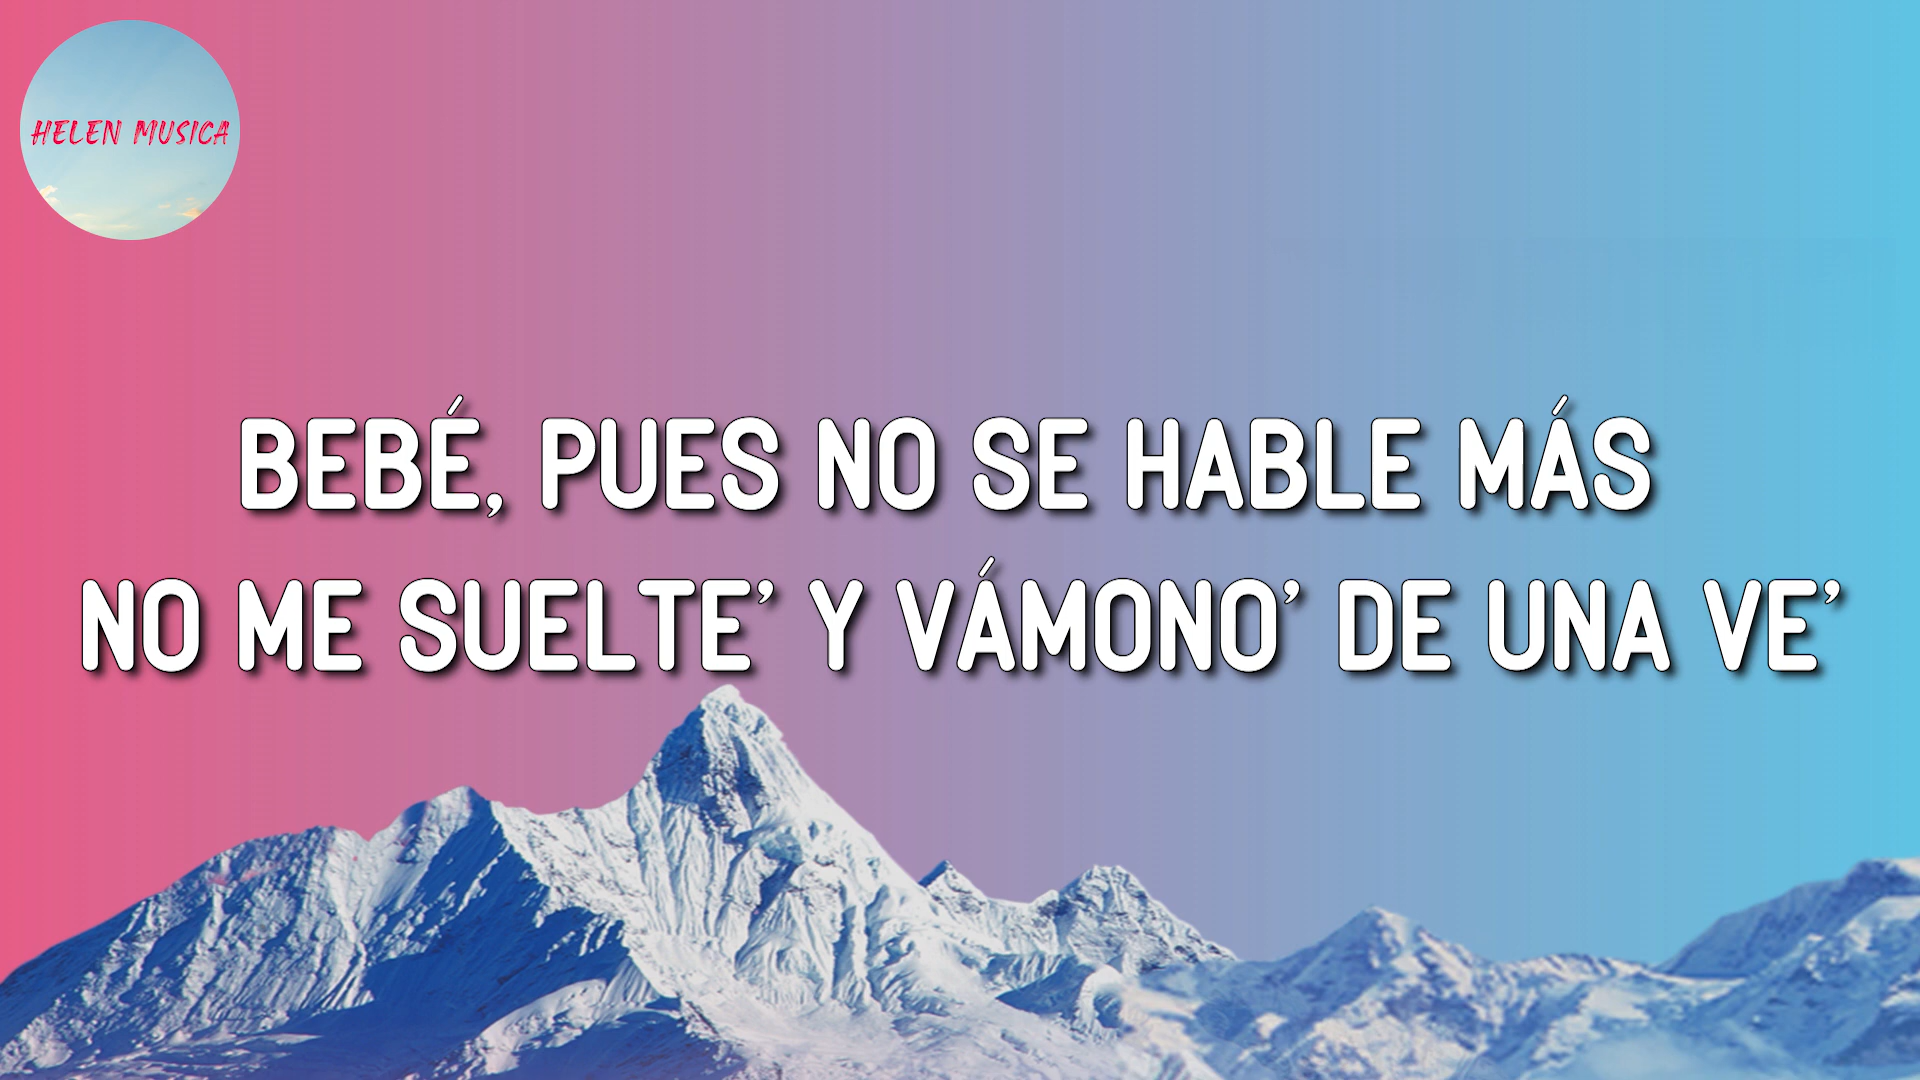 HELEN MUSICA
BEBÉ, PUES NO SE HABLE MÁS
NO ME SUELTE' Y VÁMONO' DE UNA VE'